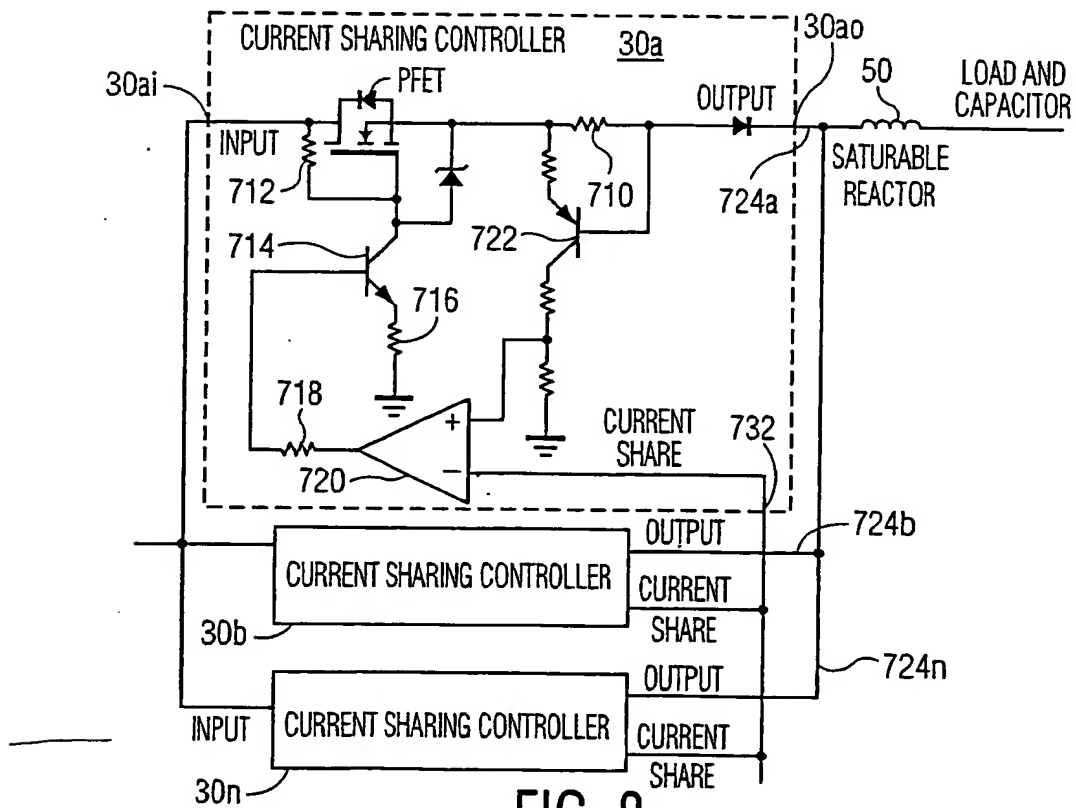 CURRENT SHARING CONTROLLER 30a
30ao
30ai
PFET
50
LOAD AND
CAPACITOR
OUTPUT
INPUT
712
710
724a
SATURABLE
REACTOR
714
722
716
718
CURRENT
SHARE
732
+
−
720
OUTPUT
724b
CURRENT SHARING CONTROLLER
CURRENT
SHARE
30b
724n
OUTPUT
INPUT
CURRENT SHARING CONTROLLER
CURRENT
SHARE
30n